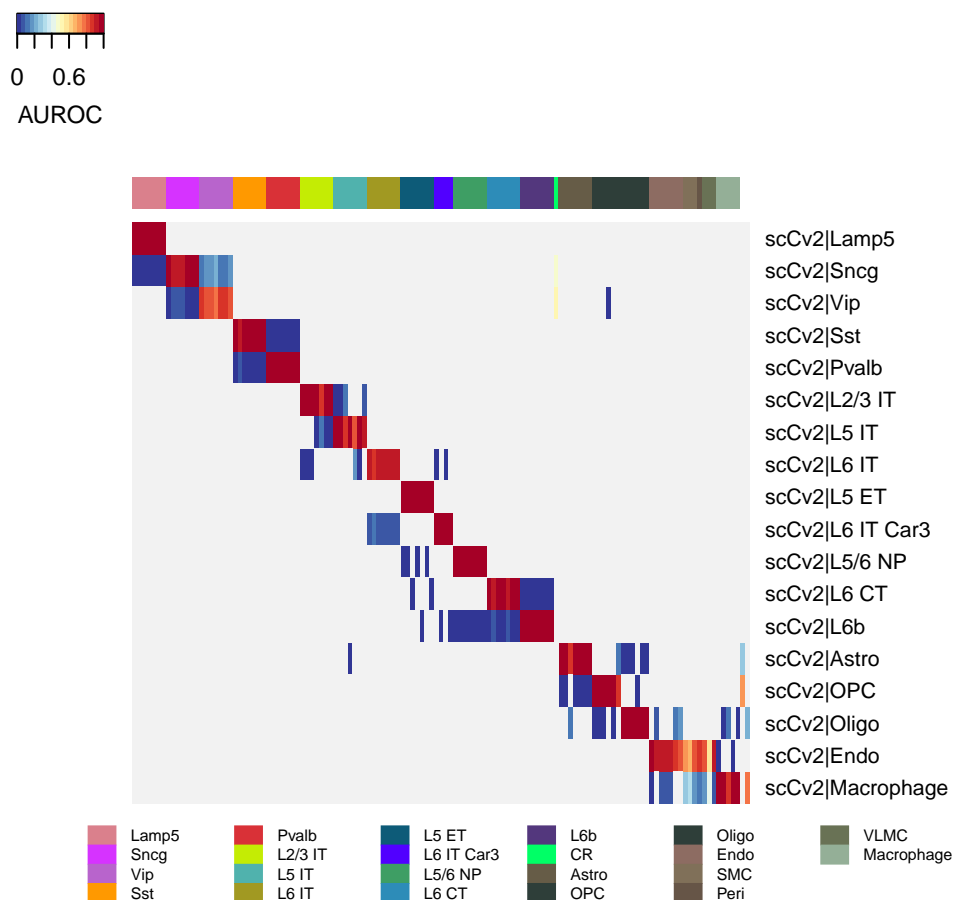 0 0.6
AUROC
scCv2|Lamp5
scCv2|Sncg
scCv2|Vip
scCv2|Sst
scCv2|Pvalb
scCv2|L2/3 IT
scCv2|L5 IT
scCv2|L6 IT
scCv2|L5 ET
scCv2|L6 IT Car3
scCv2|L5/6 NP
scCv2|L6 CT
scCv2|L6b
scCv2|Astro
scCv2|OPC
scCv2|Oligo
scCv2|Endo
scCv2|Macrophage
Lamp5 Pvalb L5 ET L6b Oligo VLMC
Sncg L2/3 IT L6 IT Car3 CR Endo Macrophage
Vip L5 IT L5/6 NP Astro SMC
Sst L6 IT L6 CT OPC Peri